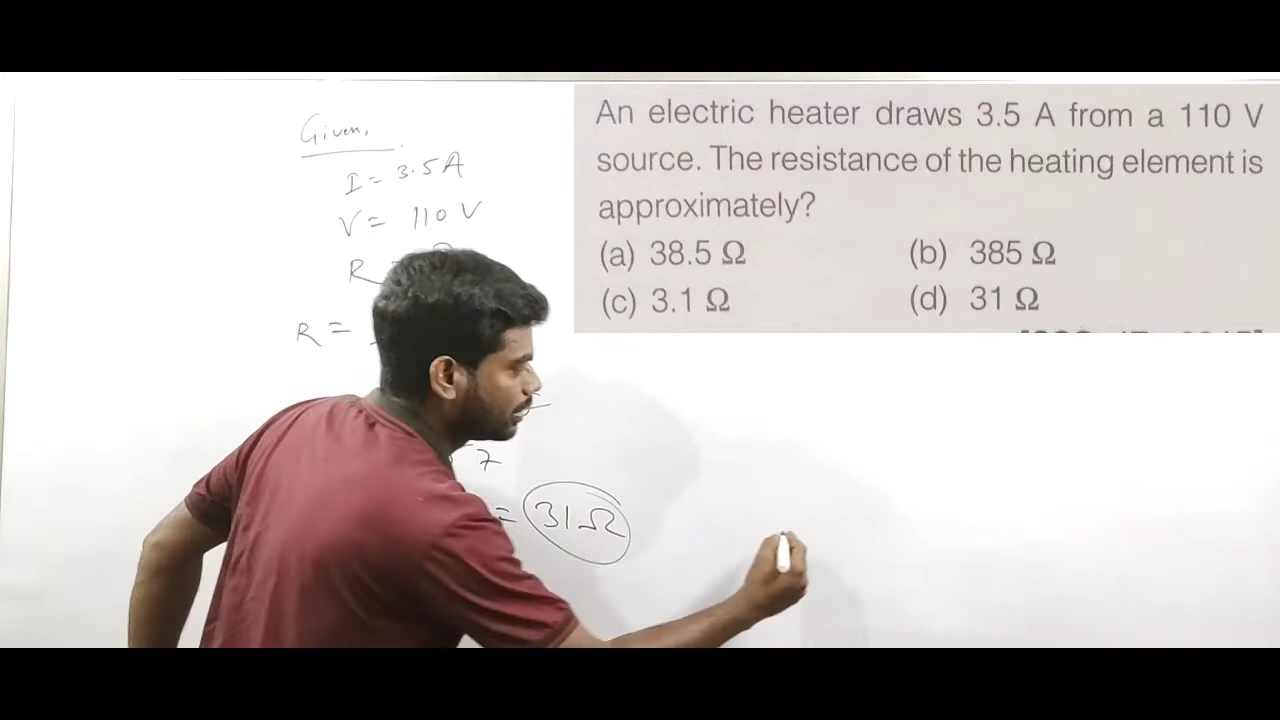 Given,
I = 3.5A
V = 110 V
R
R =
7
= 31Ω
An electric heater draws 3.5 A from a 110 V
source. The resistance of the heating element is
approximately?
(a) 38.5 Ω (b) 385 Ω
(c) 3.1 Ω (d) 31 Ω